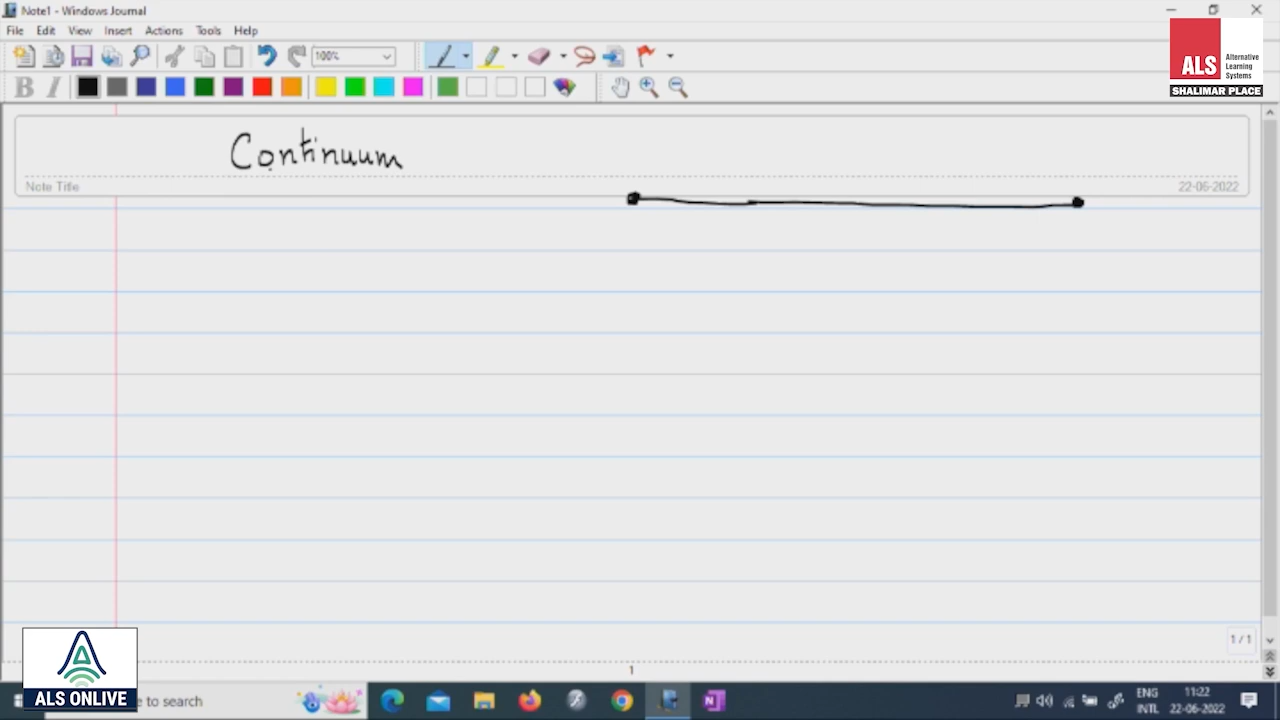 Note1 - Windows Journal
File Edit View Insert Actions Tools Help
100%
B I
ALS Alternative Learning Systems
SHALIMAR PLACE
Continuum
Note Title
22-06-2022
1 / 1
1
ALS ONLIVE
e to search
ENG
INTL
11:22
22-06-2022